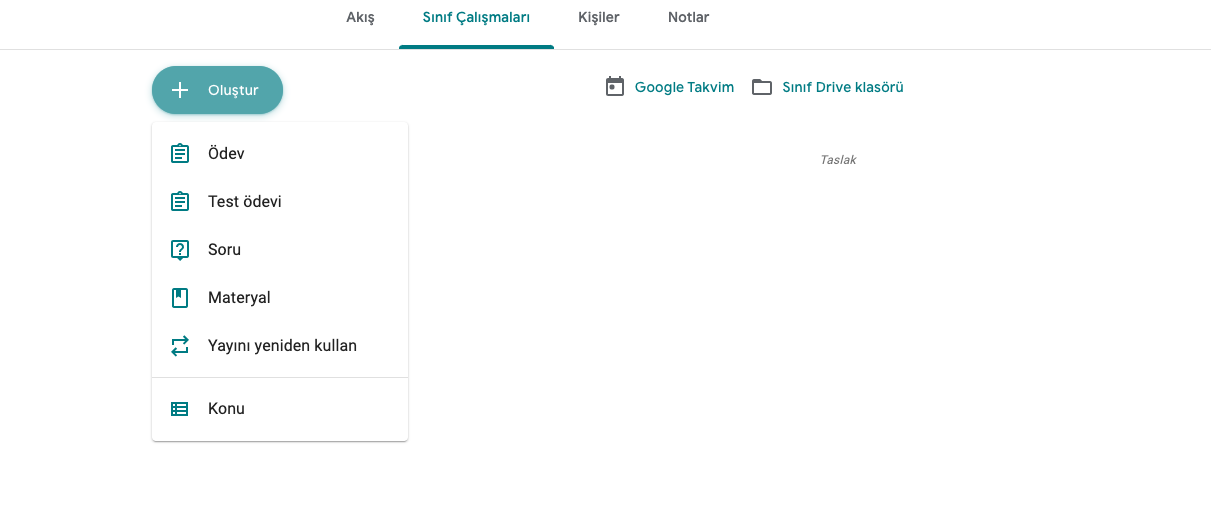 Akış
Sınıf Çalışmaları
Kişiler
Notlar
Oluştur
Google Takvim
Sınıf Drive klasörü
Ödev
Taslak
Test ödevi
Soru
Materyal
Yayını yeniden kullan
Konu